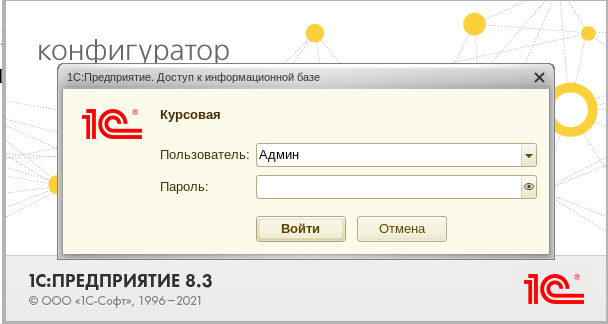 конфигуратор
1С:Предприятие. Доступ к информационной базе
1С®
Курсовая
Пользователь: Админ
Пароль:
Войти Отмена
1С:ПРЕДПРИЯТИЕ 8.3
© ООО «1С-Софт», 1996–2021
1С®